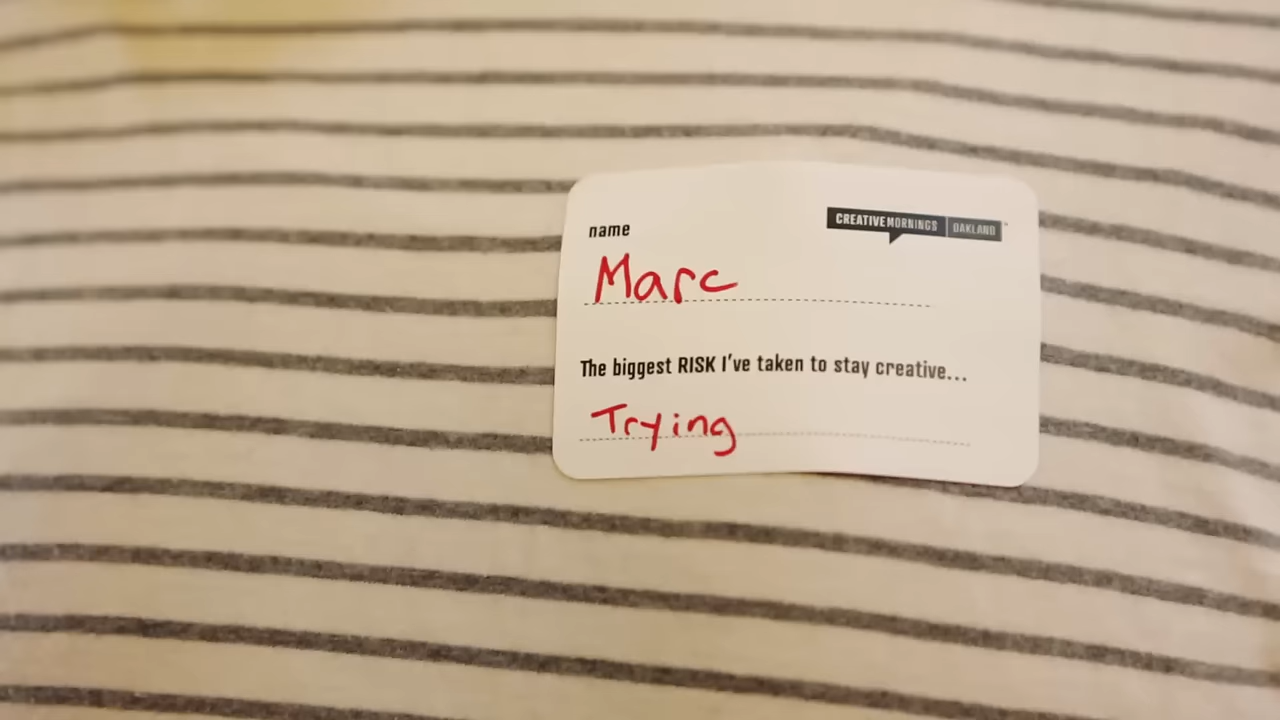 name
CREATIVEMORNINGS OAKLAND
Marc
The biggest RISK I've taken to stay creative...
Trying